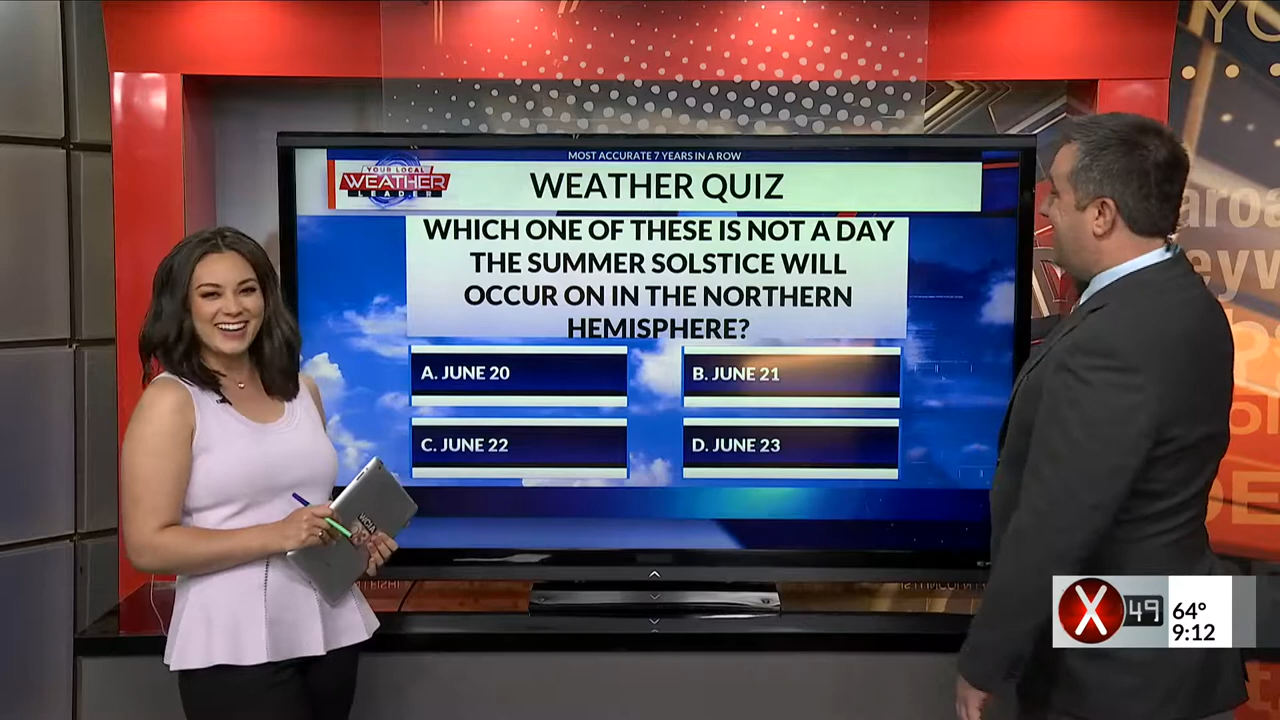 YO
MOST ACCURATE 7 YEARS IN A ROW
YOUR LOCAL
WEATHER
LEADER
WEATHER QUIZ
WHICH ONE OF THESE IS NOT A DAY
THE SUMMER SOLSTICE WILL
OCCUR ON IN THE NORTHERN
HEMISPHERE?
A. JUNE 20
B. JUNE 21
C. JUNE 22
D. JUNE 23
WCIA
X 49
64°
9:12